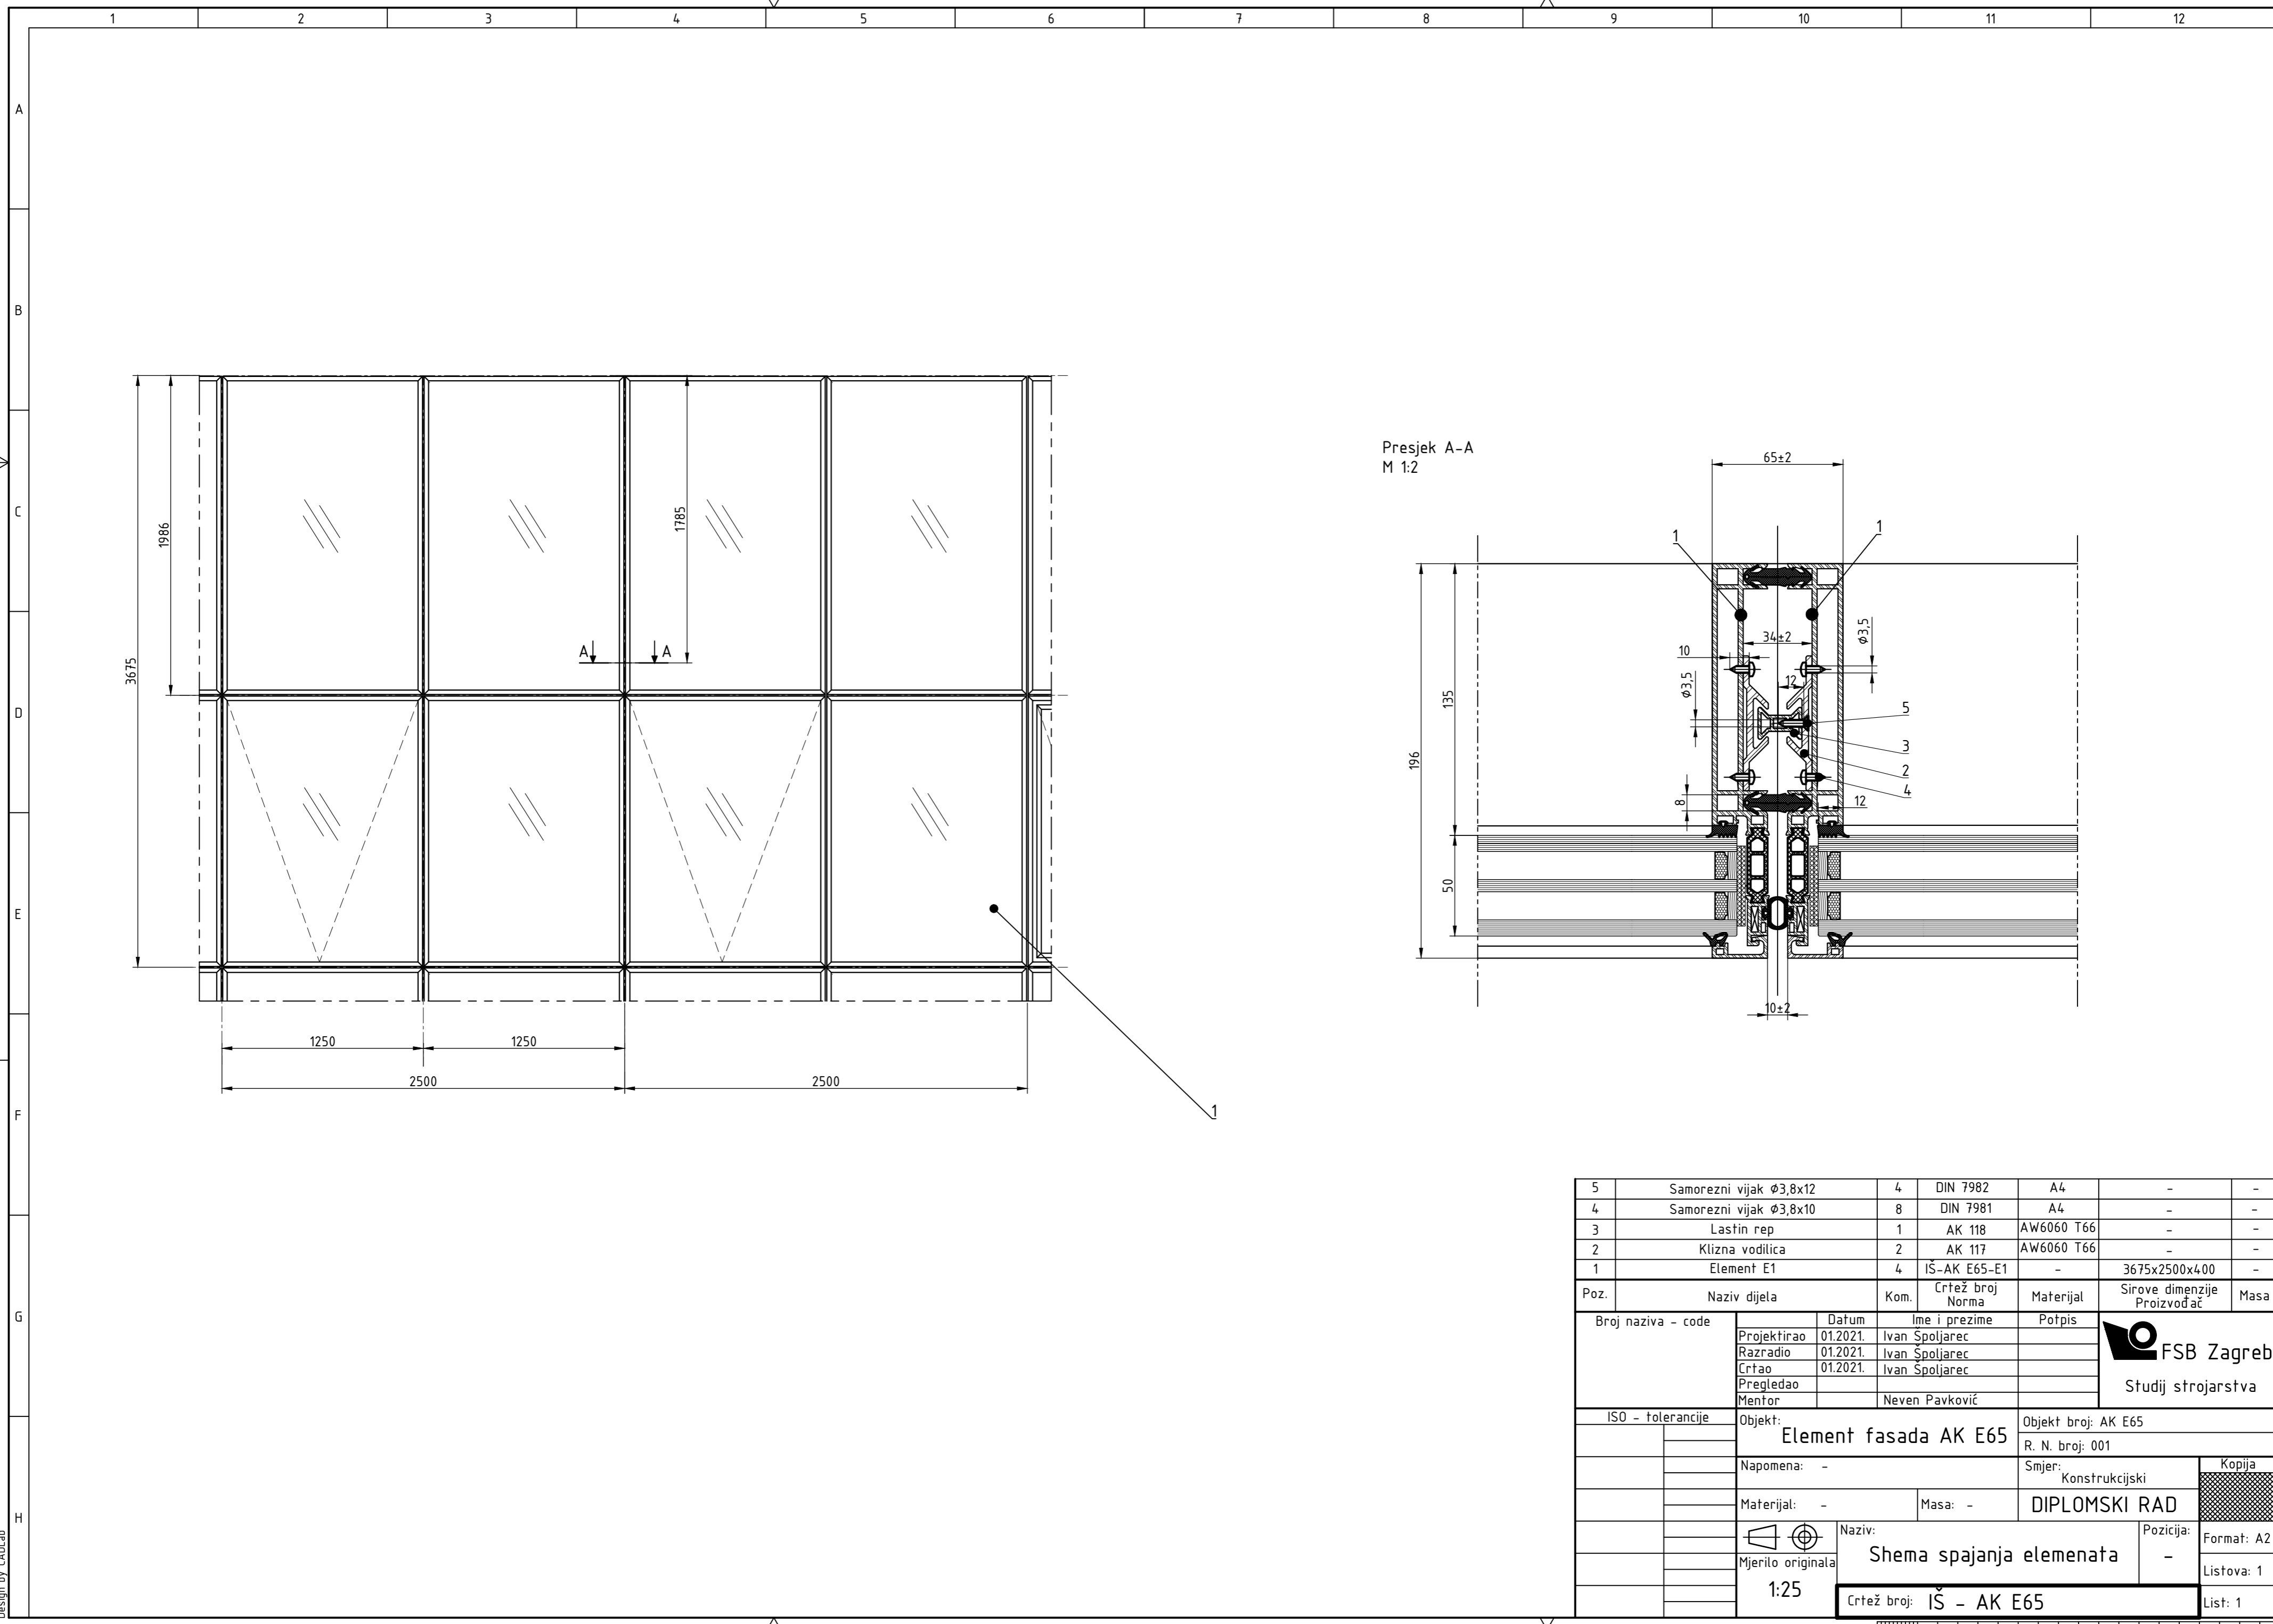 1 2 3 4 5 6 7 8 9 10 11 12
A
B
C
D
E
F
G
H
3675
1986
1785
A A
1250 1250
2500 2500
1
Presjek A-A
M 1:2
65±2
1 1
34±2
10
Ø3,5
Ø3,5
12
135
196
5
3
2
4
8
12
50
10±2
5 Samorezni vijak Ø3,8x12 4 DIN 7982 A4 - -
4 Samorezni vijak Ø3,8x10 8 DIN 7981 A4 - -
3 Lastin rep 1 AK 118 AW6060 T66 - -
2 Klizna vodilica 2 AK 117 AW6060 T66 - -
1 Element E1 4 IŠ-AK E65-E1 - 3675x2500x400 -
Poz. Naziv dijela Kom. Crtež broj Norma Materijal Sirove dimenzije Proizvođač Masa
Broj naziva - code
Datum Ime i prezime Potpis
Projektirao 01.2021. Ivan Špoljarec
Razradio 01.2021. Ivan Špoljarec
Crtao 01.2021. Ivan Špoljarec
Pregledao
Mentor Neven Pavković
FSB Zagreb
Studij strojarstva
ISO - tolerancije
Objekt:
Element fasada AK E65
Objekt broj: AK E65
R. N. broj: 001
Napomena: -
Smjer:
Konstrukcijski
Kopija
Materijal: -
Masa: -
DIPLOMSKI RAD
Naziv:
Shema spajanja elemenata
Pozicija:
-
Format: A2
Mjerilo originala
1:25
Listova: 1
Crtež broj: IŠ - AK E65
List: 1
Design by CADLab